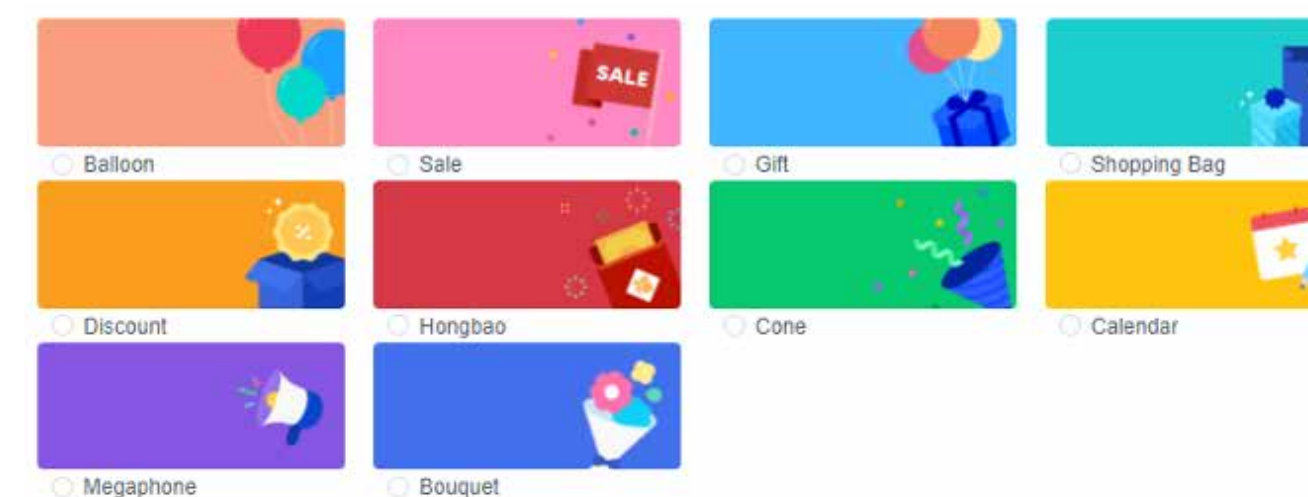 SALE
Balloon
Sale
Gift
Shopping Bag
%
Discount
Hongbao
Cone
Calendar
Megaphone
Bouquet